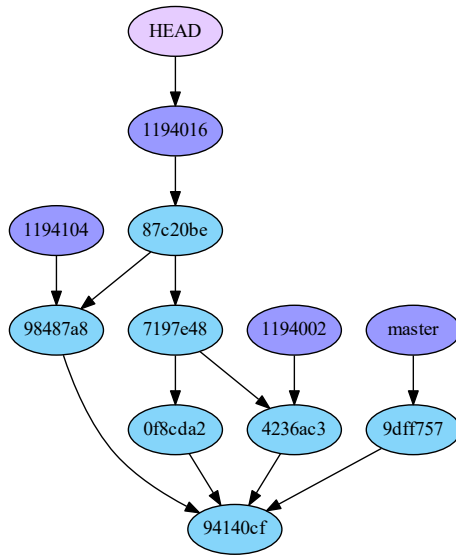 HEAD
1194016
1194104
87c20be
98487a8
7197e48
1194002
master
0f8cda2
4236ac3
9dff757
94140cf